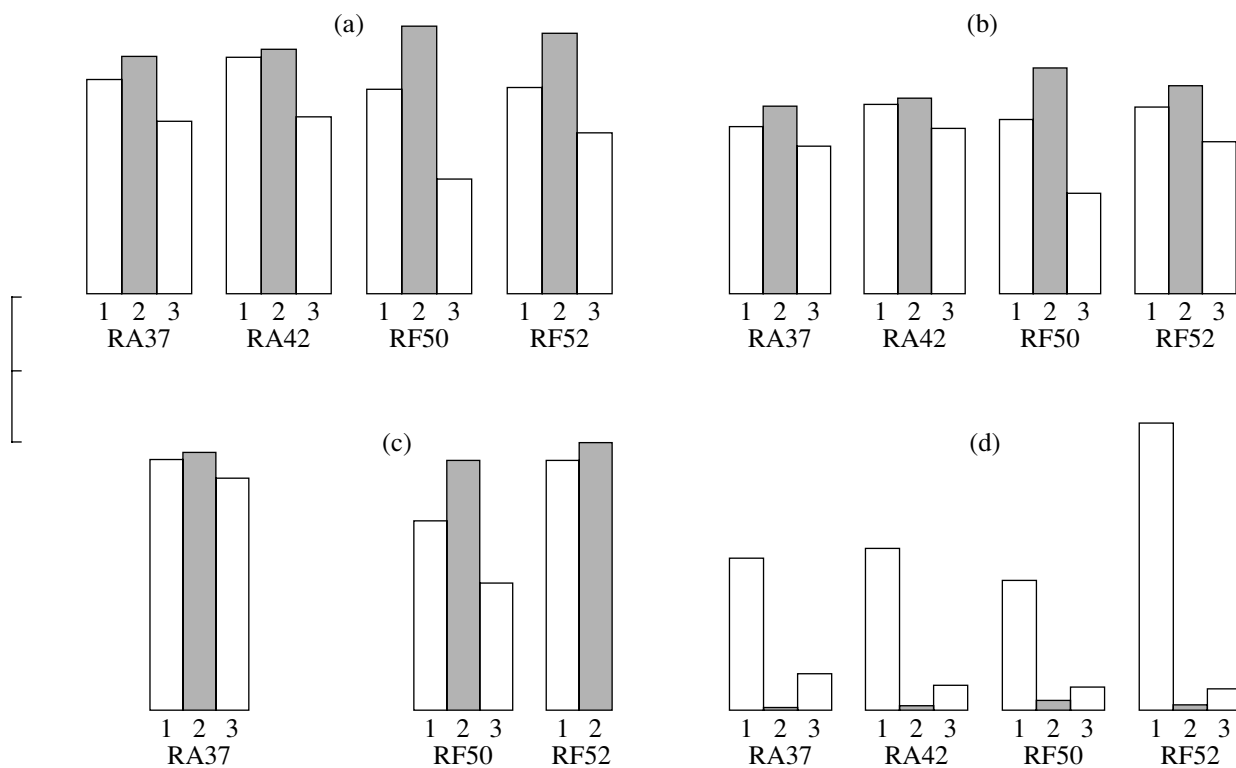 (a) (b)
1 2 3 1 2 3 1 2 3 1 2 3 1 2 3 1 2 3 1 2 3 1 2 3
RA37 RA42 RF50 RF52 RA37 RA42 RF50 RF52
(c) (d)
1 2 3 1 2 3 1 2 1 2 3 1 2 3 1 2 3 1 2 3
RA37 RF50 RF52 RA37 RA42 RF50 RF52